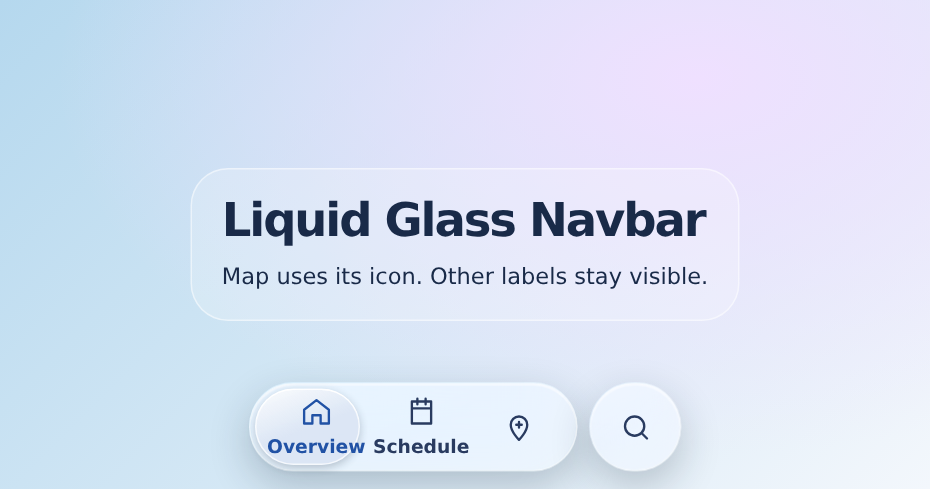 Liquid Glass Navbar
Map uses its icon. Other labels stay visible.
Overview Schedule